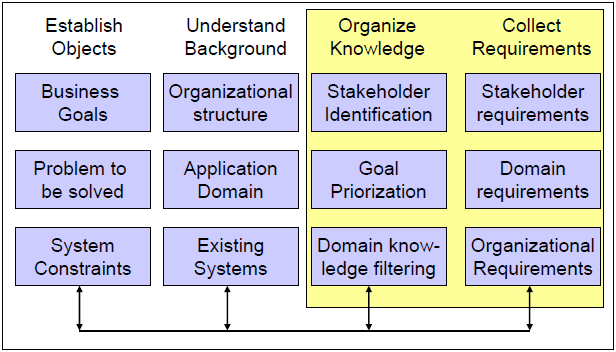 Establish
Objects
Understand
Background
Organize
Knowledge
Collect
Requirements
Business
Goals
Organizational
structure
Stakeholder
Identification
Stakeholder
requirements
Problem to
be solved
Application
Domain
Goal
Priorization
Domain
requirements
System
Constraints
Existing
Systems
Domain know-
ledge filtering
Organizational
Requirements